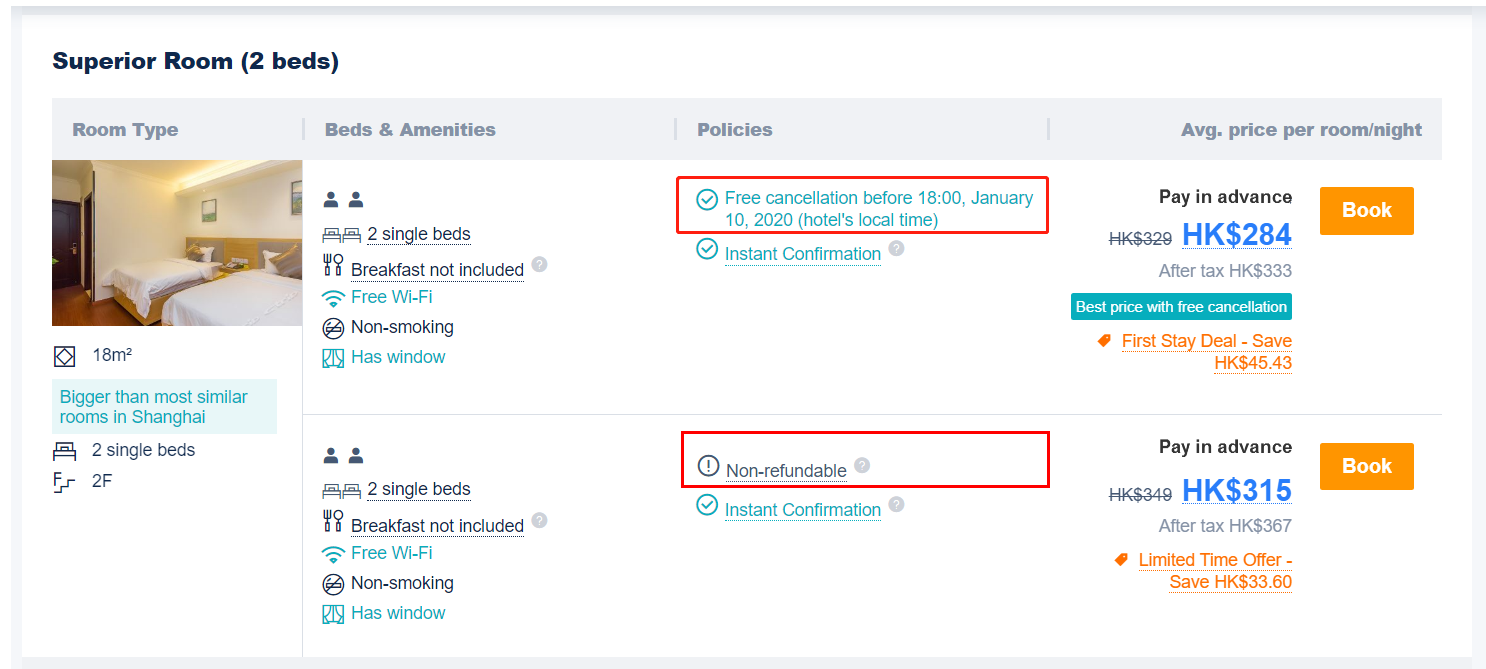 Superior Room (2 beds)
Room Type
Beds & Amenities
Policies
Avg. price per room/night
18m²
Bigger than most similar
rooms in Shanghai
2 single beds
2F
2 single beds
Breakfast not included ?
Free Wi-Fi
Non-smoking
Has window
Free cancellation before 18:00, January
10, 2020 (hotel's local time)
Instant Confirmation ?
Pay in advance
HK$329 HK$284
After tax HK$333
Best price with free cancellation
First Stay Deal - Save
HK$45.43
Book
2 single beds
Breakfast not included ?
Free Wi-Fi
Non-smoking
Has window
Non-refundable ?
Instant Confirmation ?
Pay in advance
HK$349 HK$315
After tax HK$367
Limited Time Offer -
Save HK$33.60
Book